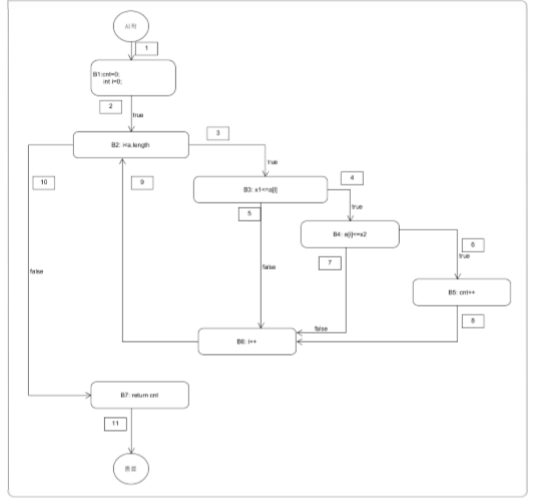 시작
1
B1:cnt=0;
int i=0;
2
true
B2: i<a.length
3
true
10
9
B3: x1<=a[i]
4
true
5
B4: a[i]<=x2
6
true
7
false
false
B5: cnt++
8
false
B6: i++
B7: return cnt
11
종료